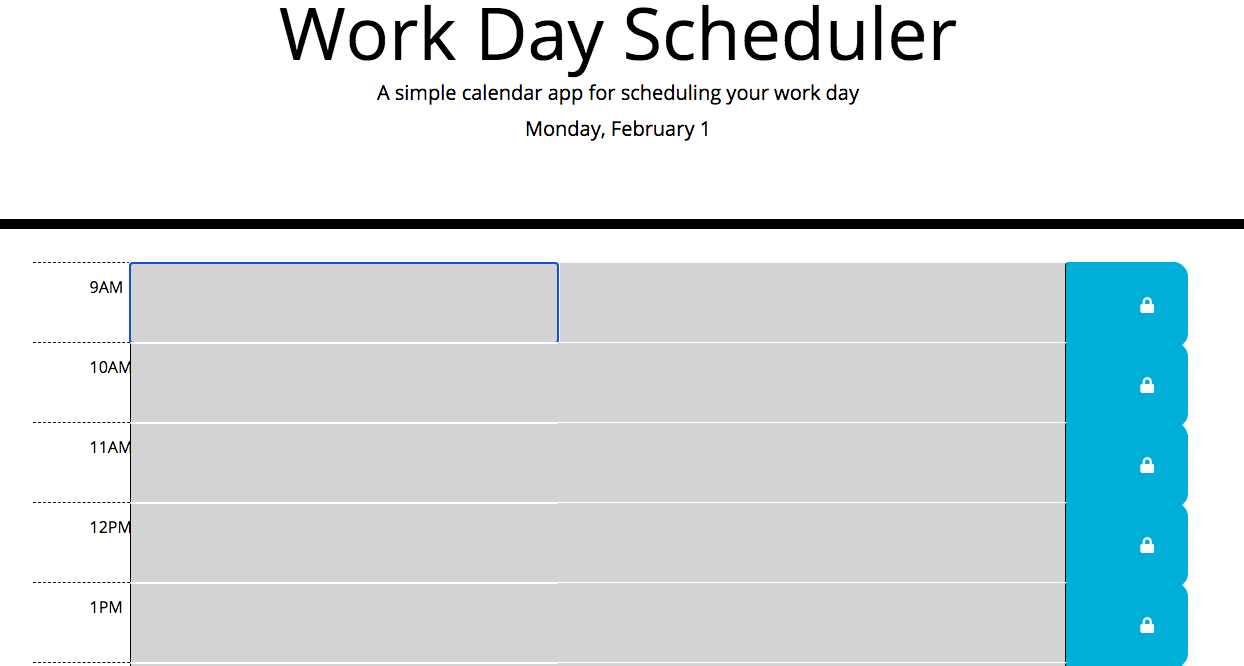 Work Day Scheduler
A simple calendar app for scheduling your work day
Monday, February 1
9AM
10AM
11AM
12PM
1PM